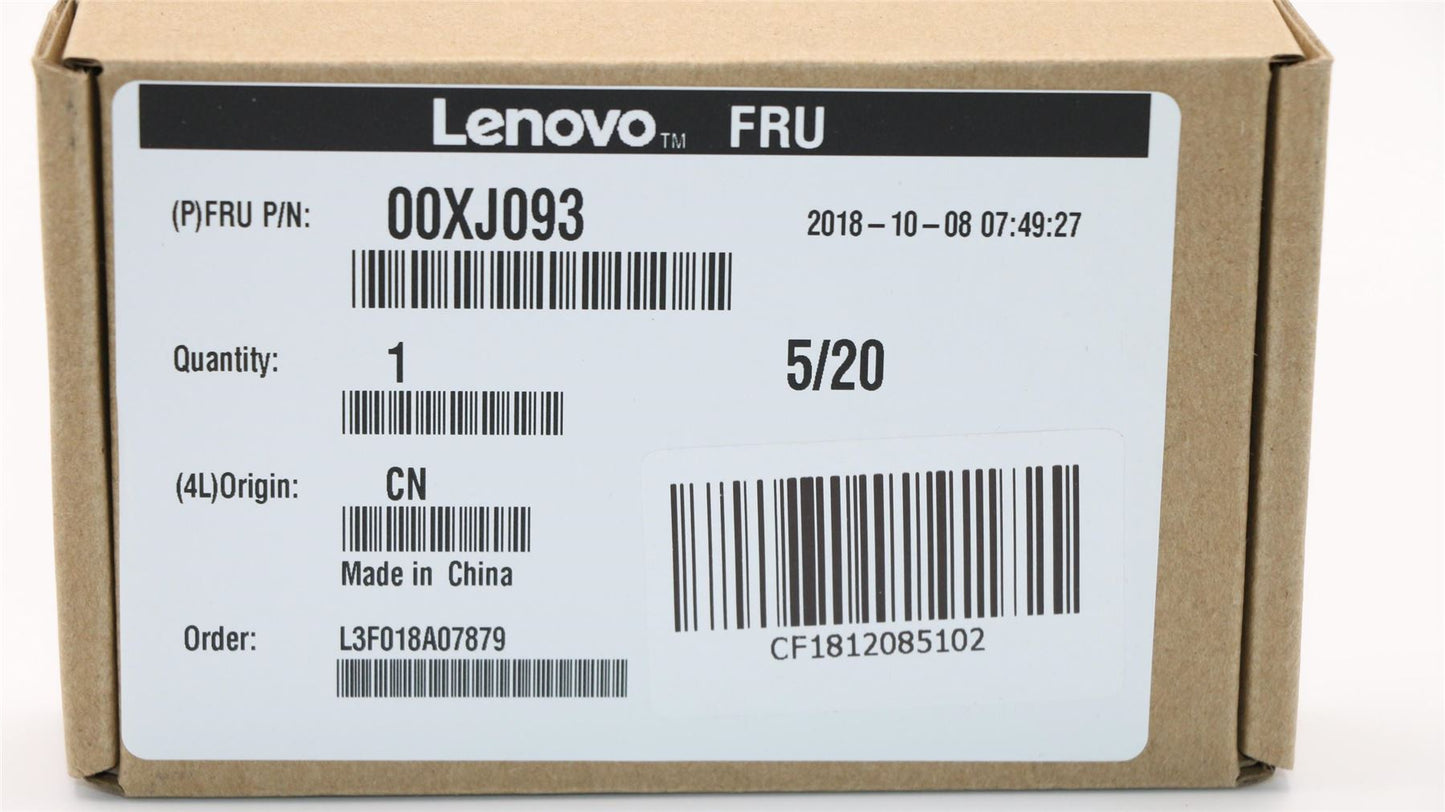 Lenovo™ FRU
(P)FRU P/N: 00XJ093 2018-10-08 07:49:27
Quantity: 1 5/20
(4L)Origin: CN
Made in China
Order: L3F018A07879
CF1812085102